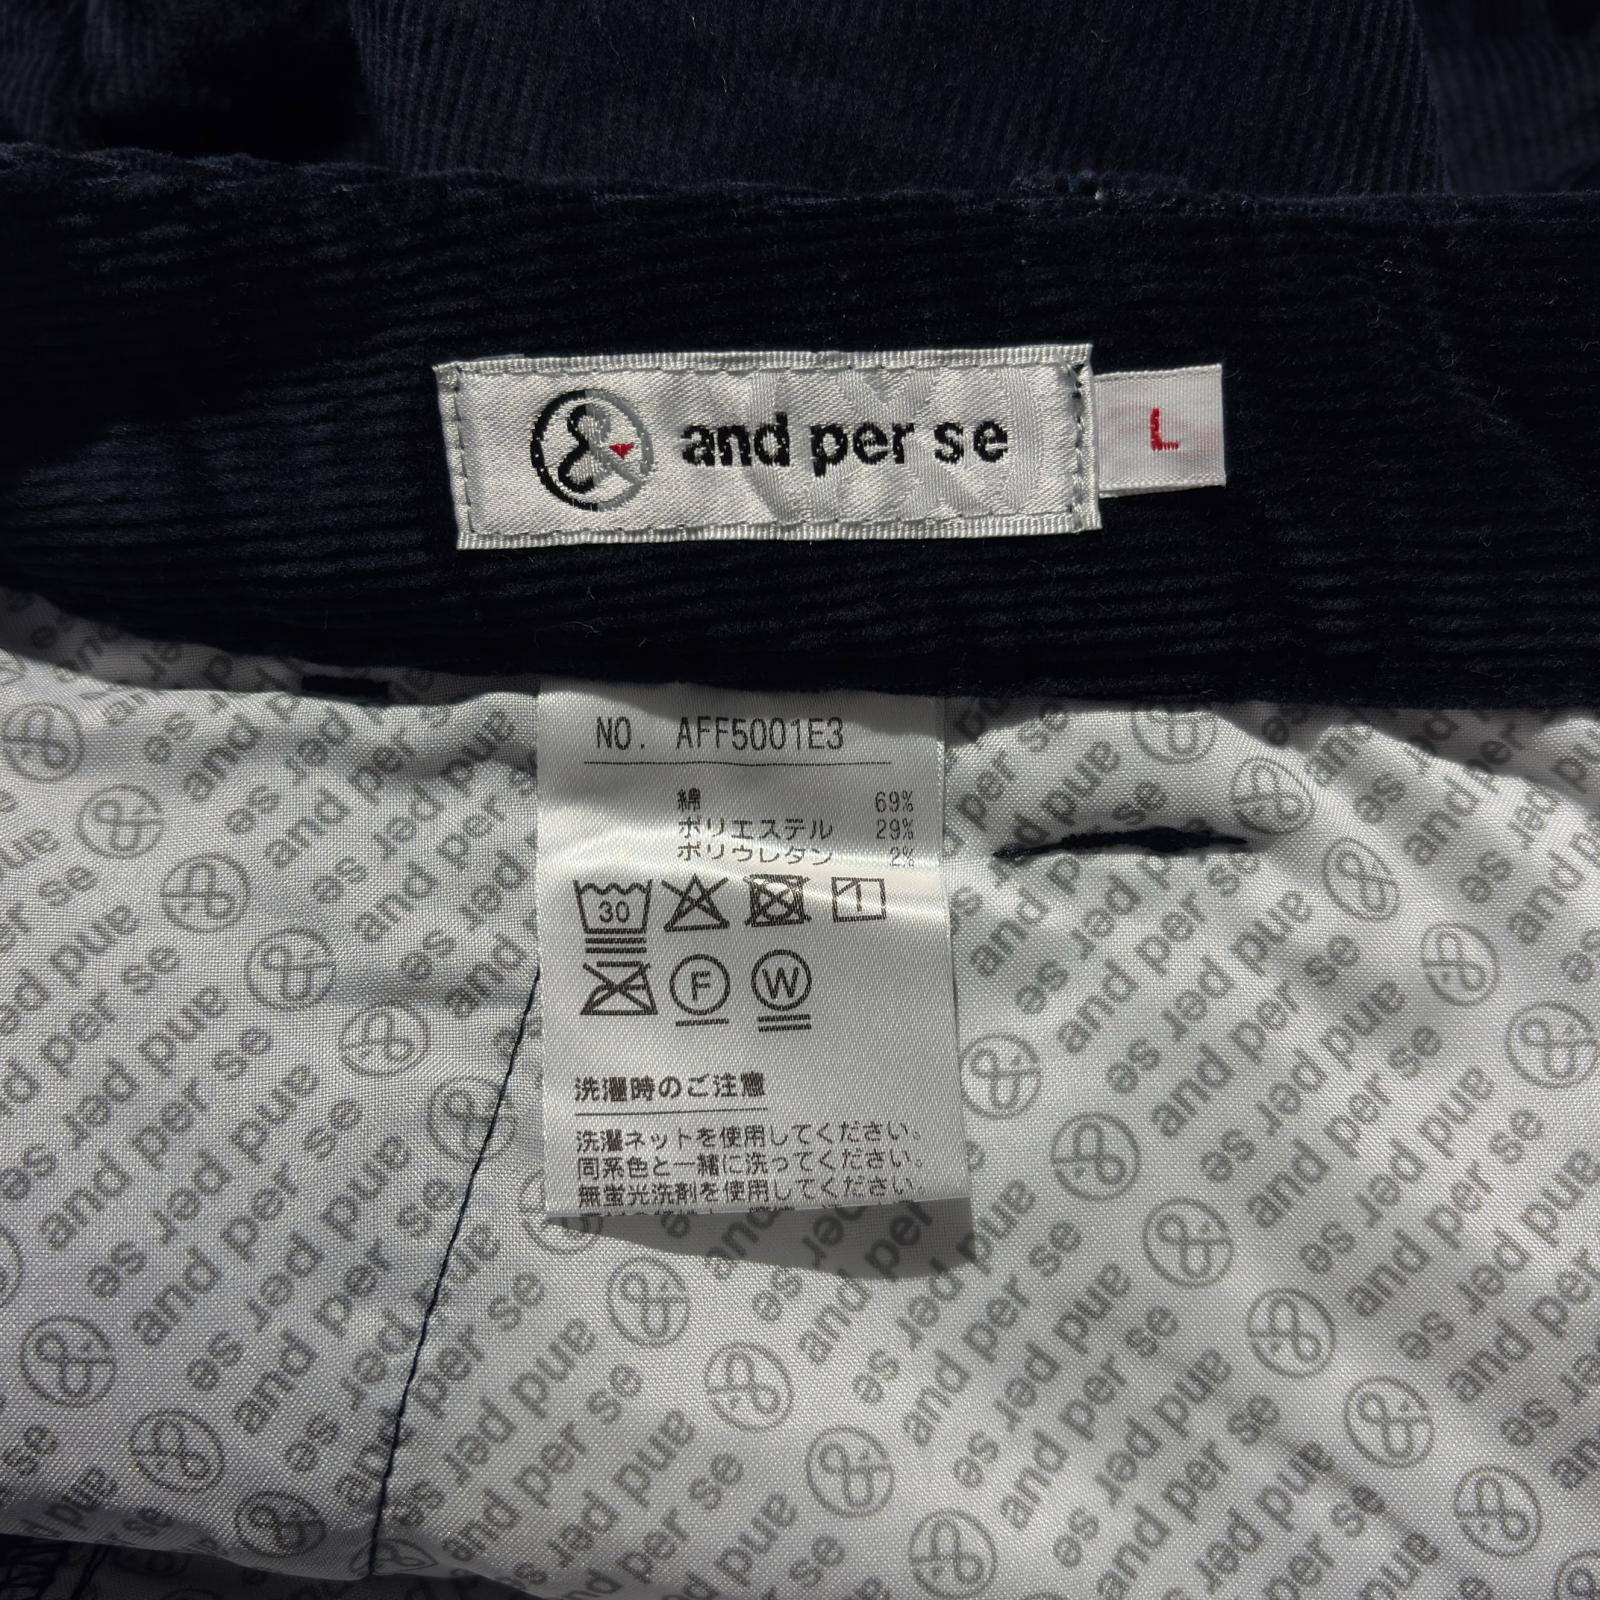 and per se
L
NO. AFF5001E3
綿 69%
ポリエステル 29%
ポリウレタン 2%
30
F W
洗濯時のご注意
洗濯ネットを使用してください。
同系色と一緒に洗ってください。
無蛍光洗剤を使用してください。